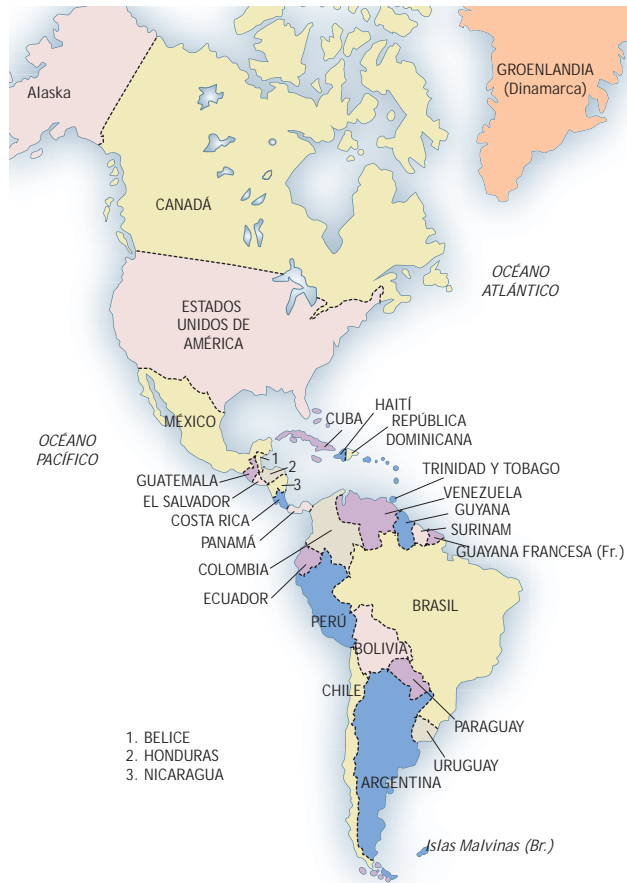 GROENLANDIA
(Dinamarca)
Alaska
CANADÁ
OCÉANO
ATLÁNTICO
ESTADOS
UNIDOS DE
AMÉRICA
HAITÍ
CUBA
REPÚBLICA
DOMINICANA
MÉXICO
OCÉANO
PACÍFICO
1
2
3
GUATEMALA
EL SALVADOR
COSTA RICA
PANAMÁ
COLOMBIA
ECUADOR
TRINIDAD Y TOBAGO
VENEZUELA
GUYANA
SURINAM
GUAYANA FRANCESA (Fr.)
BRASIL
PERÚ
BOLIVIA
CHILE
PARAGUAY
URUGUAY
ARGENTINA
1. BELICE
2. HONDURAS
3. NICARAGUA
Islas Malvinas (Br.)